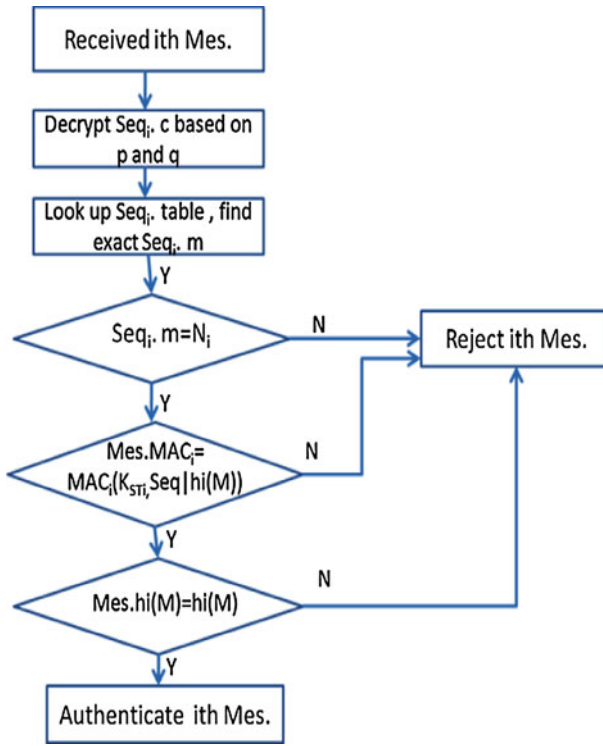 Received ith Mes.
Decrypt Seqᵢ. c based on
p and q
Look up Seqᵢ. table , find
exact Seqᵢ. m
Y
Seqᵢ. m=Nᵢ
N
Reject ith Mes.
Y
Mes.MACᵢ=
MACᵢ(K_STi,Seq|hi(M))
N
Y
Mes.hi(M)=hi(M)
N
Y
Authenticate ith Mes.